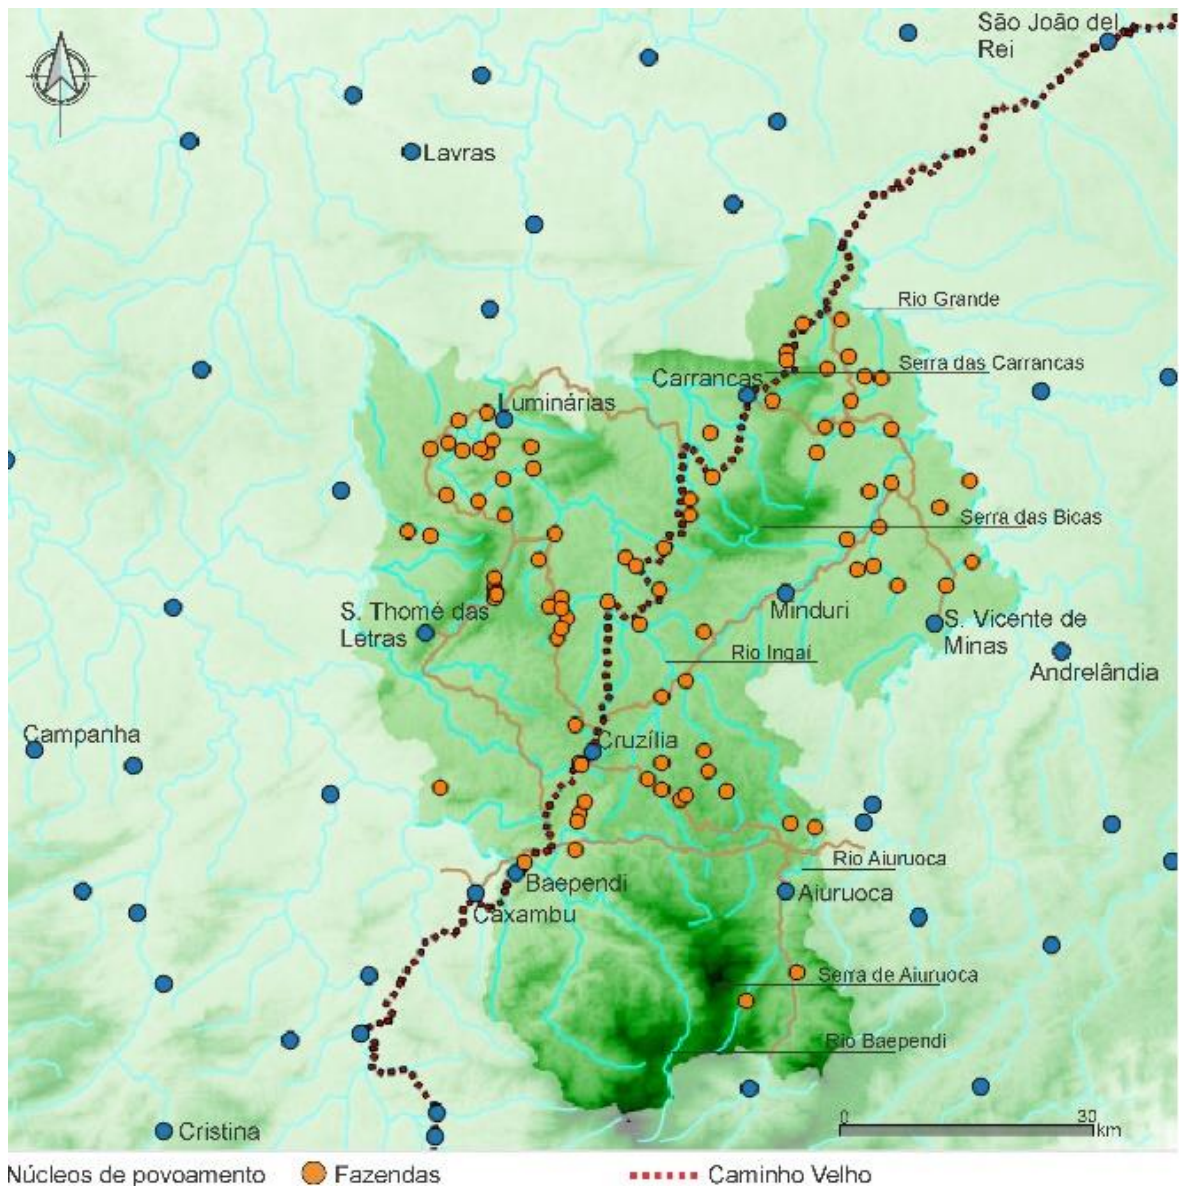 São João del
Rei
Lavras
Rio Grande
Serra das Carrancas
Carrancas
Luminárias
Serra das Bicas
Minduri
S. Thomé das
Letras
S. Vicente de
Minas
Rio Ingaí
Andrelândia
Campanha
Cruzília
Rio Aiuruoca
Baependi
Aiuruoca
Caxambu
Serra de Aiuruoca
Rio Baependi
0 30
km
Cristina
Núcleos de povoamento Fazendas Caminho Velho